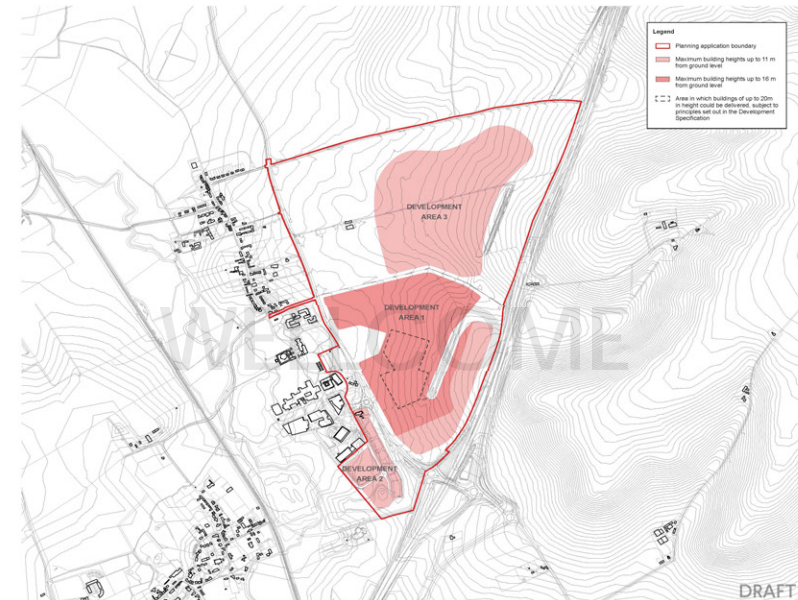 Legend
Planning application boundary
Maximum building heights up to 11 m
from ground level
Maximum building heights up to 16 m
from ground level
Area in which buildings of up to 20m
in height could be delivered, subject to
principles set out in the Development
Specification
DEVELOPMENT
AREA 3
DEVELOPMENT
AREA 1
WELLCOME
DEVELOPMENT
AREA 2
DRAFT